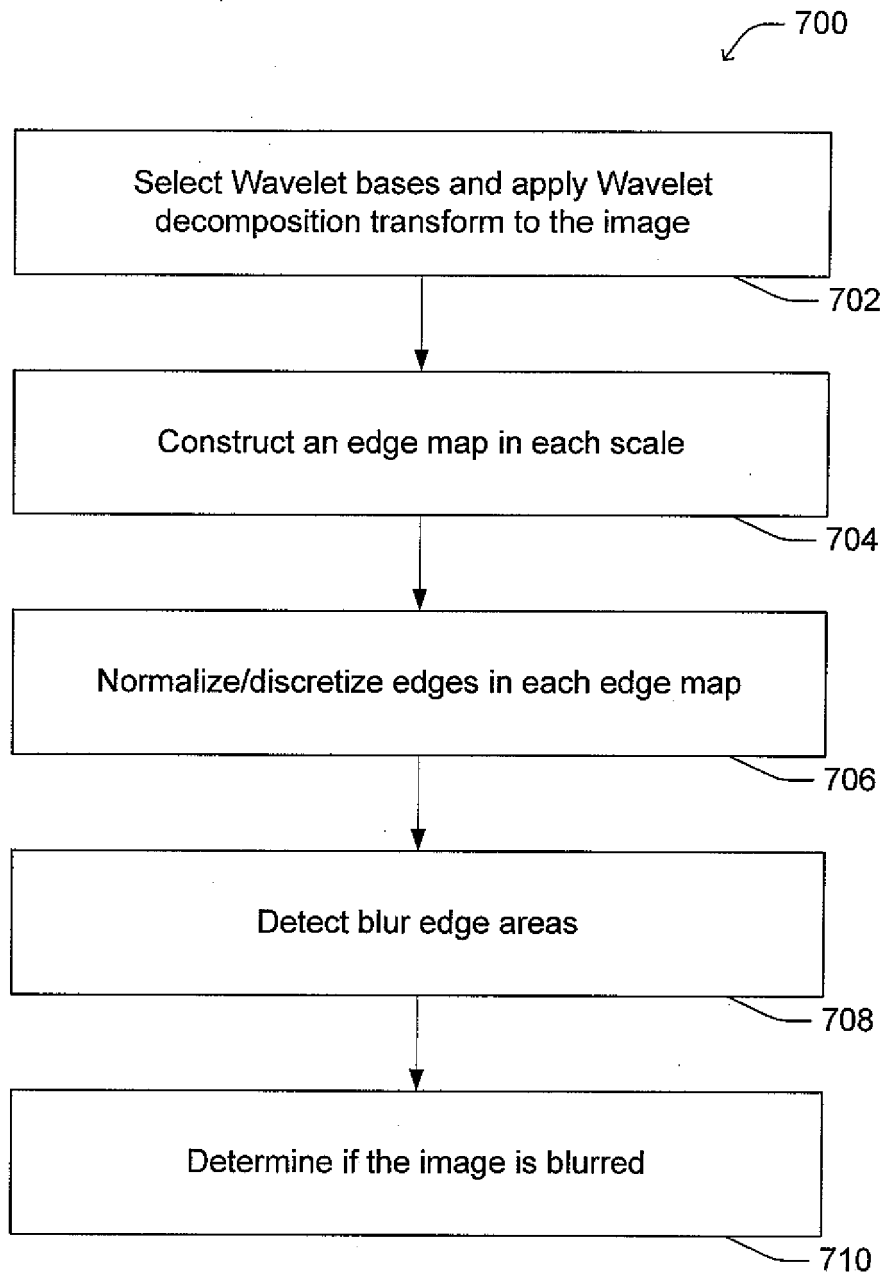 700
Select Wavelet bases and apply Wavelet
decomposition transform to the image
702
Construct an edge map in each scale
704
Normalize/discretize edges in each edge map
706
Detect blur edge areas
708
Determine if the image is blurred
710